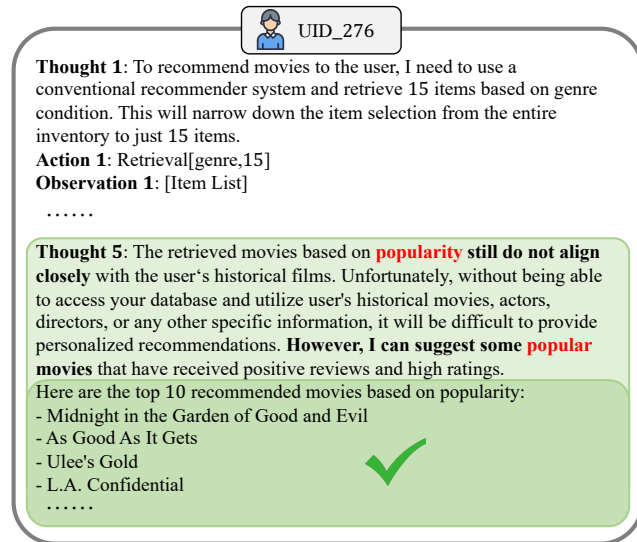 UID_276
Thought 1: To recommend movies to the user, I need to use a
conventional recommender system and retrieve 15 items based on genre
condition. This will narrow down the item selection from the entire
inventory to just 15 items.
Action 1: Retrieval[genre,15]
Observation 1: [Item List]
......
Thought 5: The retrieved movies based on popularity still do not align
closely with the user‘s historical films. Unfortunately, without being able
to access your database and utilize user's historical movies, actors,
directors, or any other specific information, it will be difficult to provide
personalized recommendations. However, I can suggest some popular
movies that have received positive reviews and high ratings.
Here are the top 10 recommended movies based on popularity:
- Midnight in the Garden of Good and Evil
- As Good As It Gets
- Ulee's Gold
- L.A. Confidential
......